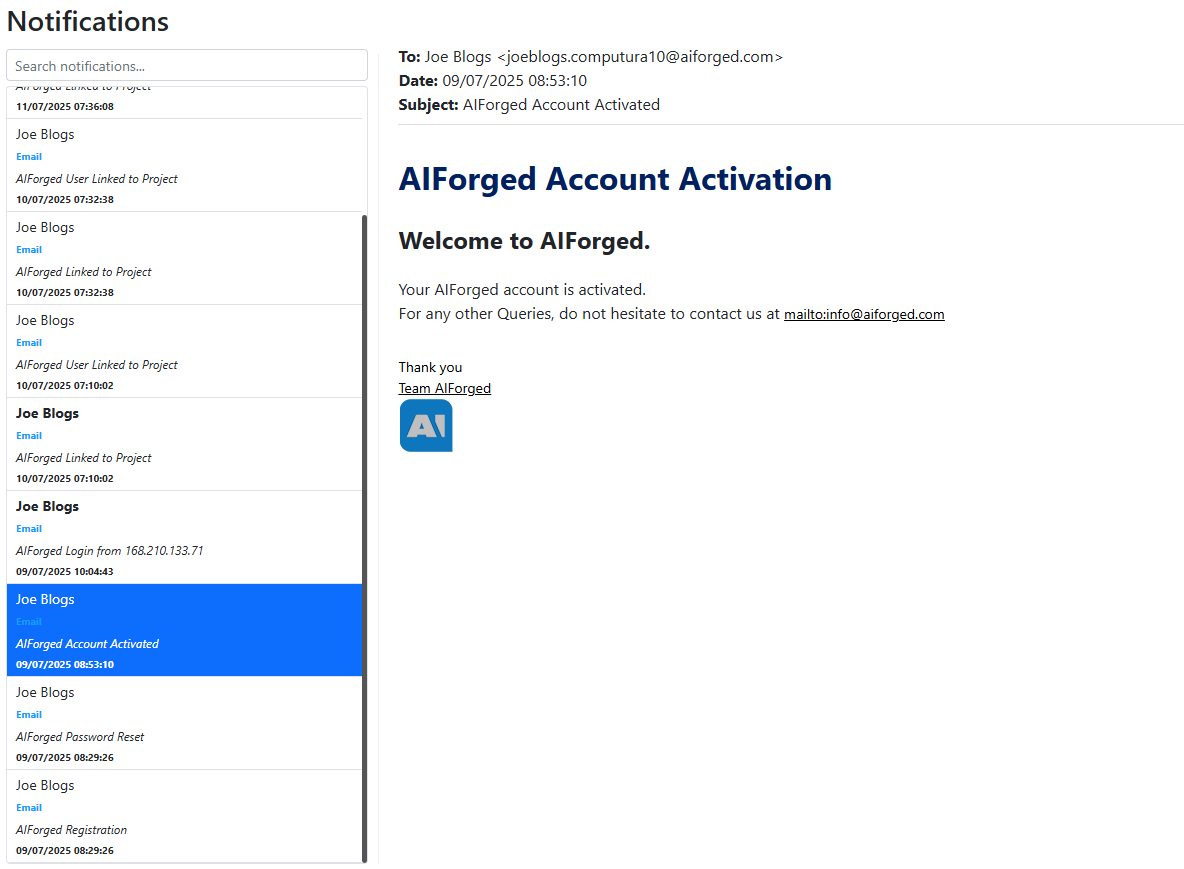 Notifications
Search notifications...
AIForged Linked to Project
11/07/2025 07:36:08
Joe Blogs
Email
AIForged User Linked to Project
10/07/2025 07:32:38
Joe Blogs
Email
AIForged Linked to Project
10/07/2025 07:32:38
Joe Blogs
Email
AIForged User Linked to Project
10/07/2025 07:10:02
Joe Blogs
Email
AIForged Linked to Project
10/07/2025 07:10:02
Joe Blogs
Email
AIForged Login from 168.210.133.71
09/07/2025 10:04:43
Joe Blogs
Email
AIForged Account Activated
09/07/2025 08:53:10
Joe Blogs
Email
AIForged Password Reset
09/07/2025 08:29:26
Joe Blogs
Email
AIForged Registration
09/07/2025 08:29:26
To: Joe Blogs <joeblogs.computura10@aiforged.com>
Date: 09/07/2025 08:53:10
Subject: AIForged Account Activated
AIForged Account Activation
Welcome to AIForged.
Your AIForged account is activated.
For any other Queries, do not hesitate to contact us at mailto:info@aiforged.com
Thank you
Team AIForged
AI